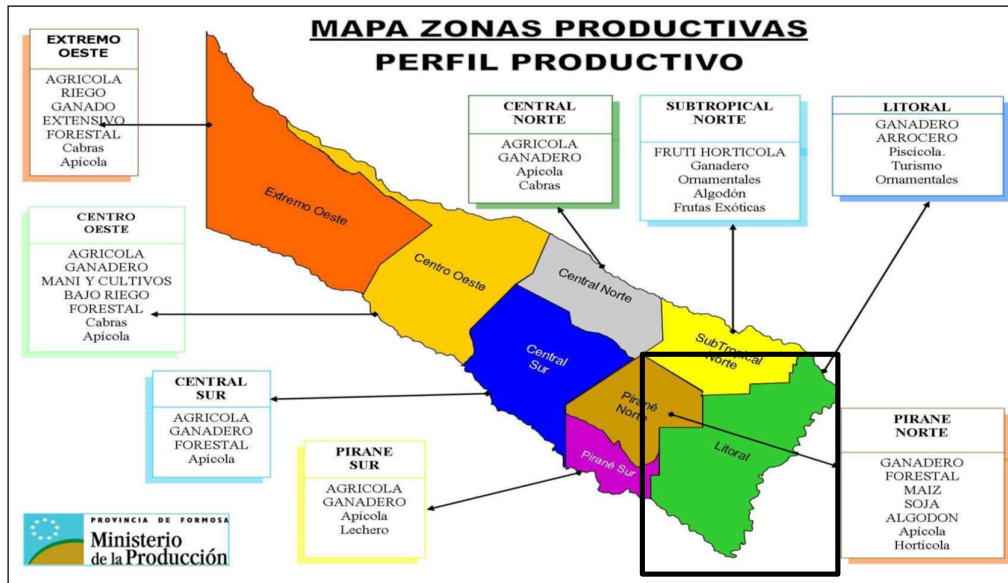 MAPA ZONAS PRODUCTIVAS
PERFIL PRODUCTIVO
EXTREMO
OESTE
AGRICOLA
RIEGO
GANADO
EXTENSIVO
FORESTAL
Cabras
Apícola
CENTRAL
NORTE
AGRICOLA
GANADERO
Apícola
Cabras
SUBTROPICAL
NORTE
FRUTI HORTICOLA
Ganadero
Ornamentales
Algodón
Frutas Exóticas
LITORAL
GANADERO
ARROCERO
Piscícola.
Turismo
Ornamentales
CENTRO
OESTE
AGRICOLA
GANADERO
MANI Y CULTIVOS
BAJO RIEGO
FORESTAL
Cabras
Apícola
Extremo Oeste
Centro Oeste
Central Norte
SubTropical
Norte
Central
Sur
Pirané
Norte
Pirané Sur
Litoral
CENTRAL
SUR
AGRICOLA
GANADERO
FORESTAL
Apícola
PIRANE
SUR
AGRICOLA
GANADERO
Apícola
Lechero
PIRANE
NORTE
GANADERO
FORESTAL
MAIZ
SOJA
ALGODON
Apícola
Hortícola
PROVINCIA DE FORMOSA
Ministerio
de la Producción